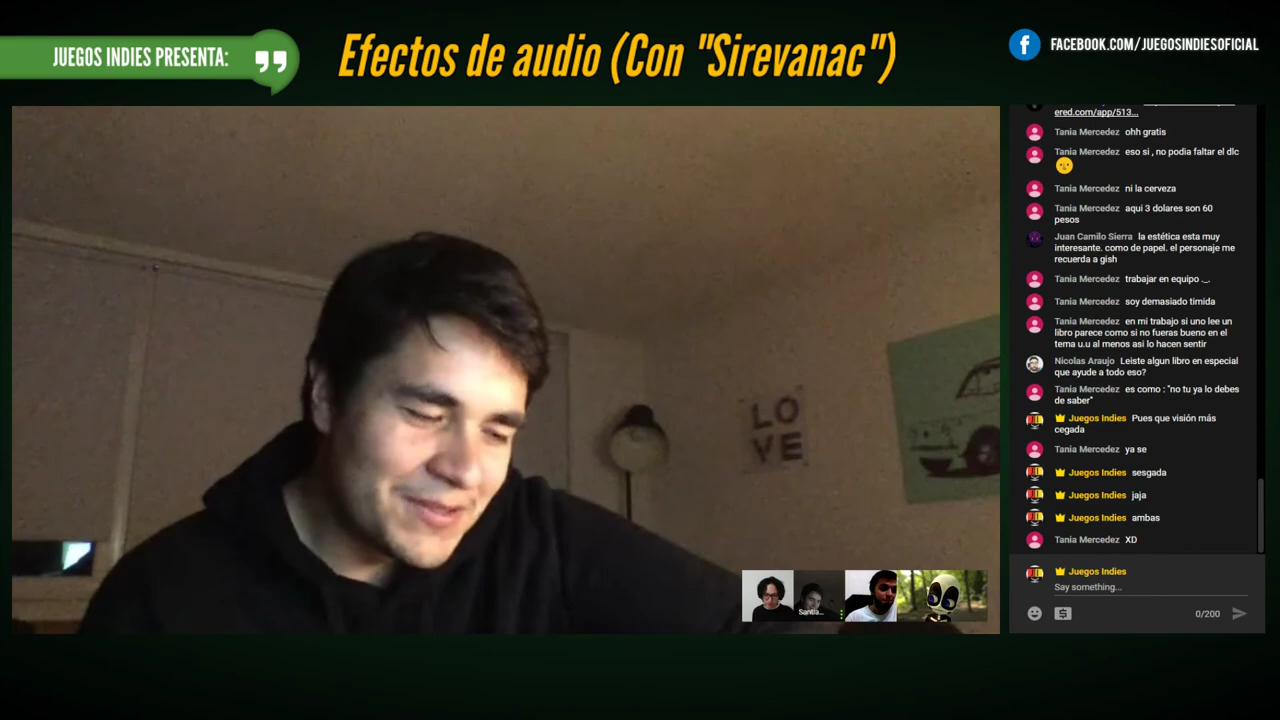 JUEGOS INDIES PRESENTA:
Efectos de audio (Con "Sirevanac")
FACEBOOK.COM/JUEGOSINDIESOFICIAL
LO
VE
Santia...
ered.com/app/513...
Tania Mercedez ohh gratis
Tania Mercedez eso si , no podia faltar el dlc
Tania Mercedez ni la cerveza
Tania Mercedez aqui 3 dolares son 60
pesos
Juan Camilo Sierra la estética esta muy
interesante. como de papel. el personaje me
recuerda a gish
Tania Mercedez trabajar en equipo ._.
Tania Mercedez soy demasiado timida
Tania Mercedez en mi trabajo si uno lee un
libro parece como si no fueras bueno en el
tema u.u al menos asi lo hacen sentir
Nicolas Araujo Leiste algun libro en especial
que ayude a todo eso?
Tania Mercedez es como : "no tu ya lo debes
de saber"
Juegos Indies Pues que visión más
cegada
Tania Mercedez ya se
Juegos Indies sesgada
Juegos Indies jaja
Juegos Indies ambas
Tania Mercedez XD
Juegos Indies
Say something...
0/200